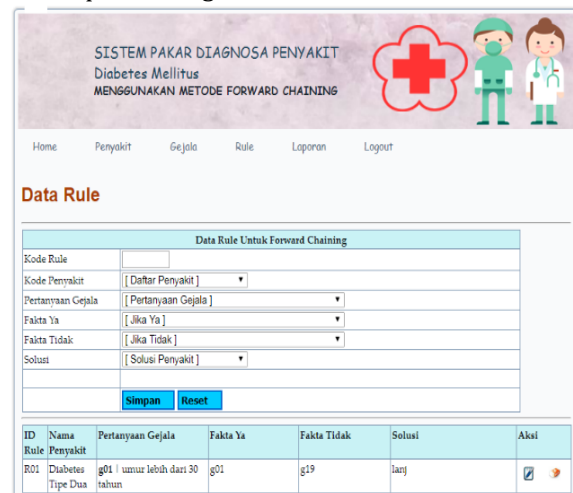 SISTEM PAKAR DIAGNOSA PENYAKIT
Diabetes Mellitus
MENGGUNAKAN METODE FORWARD CHAINING
Home Penyakit Gejala Rule Laporan Logout
Data Rule
Data Rule Untuk Forward Chaining
Kode Rule
Kode Penyakit [ Daftar Penyakit ]
Pertanyaan Gejala [ Pertanyaan Gejala ]
Fakta Ya [ Jika Ya ]
Fakta Tidak [ Jika Tidak ]
Solusi [ Solusi Penyakit ]
Simpan Reset
ID Rule Nama Penyakit Pertanyaan Gejala Fakta Ya Fakta Tidak Solusi Aksi
R01 Diabetes Tipe Dua g01 | umur lebih dari 30 tahun g01 g19 lanj